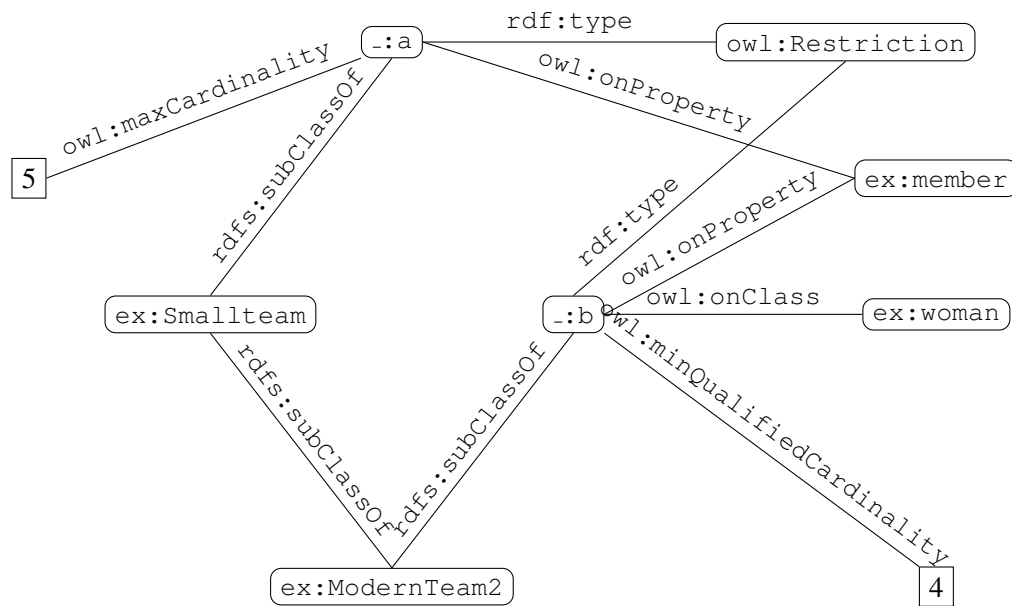 _:a
rdf:type
owl:Restriction
owl:maxCardinality
rdfs:subClassOf
owl:onProperty
5
ex:member
rdf:type
owl:onProperty
ex:Smallteam
_:b
owl:onClass
ex:woman
rdfs:subClassOf
rdfs:subClassOf
owl:minQualifiedCardinality
ex:ModernTeam2
4